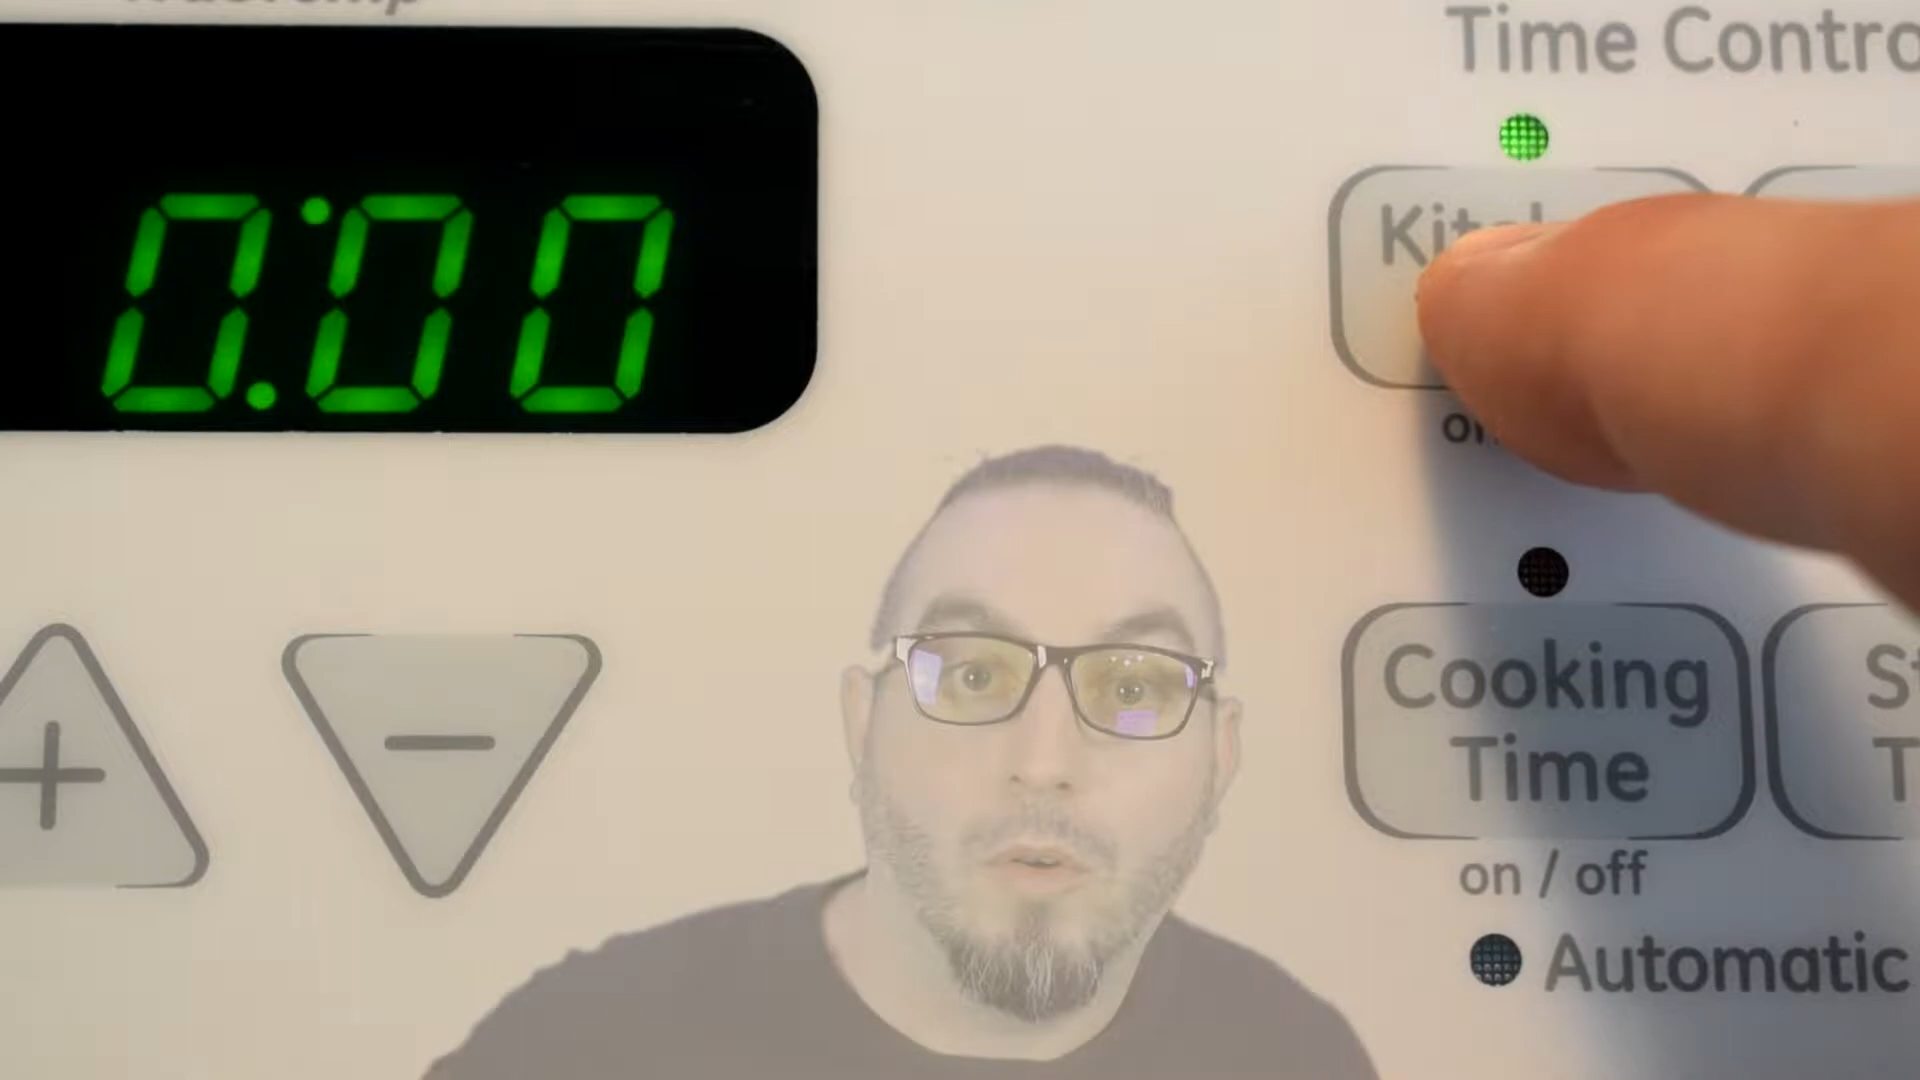 Time Contro
0:00
Cooking
Time
on / off
Automatic